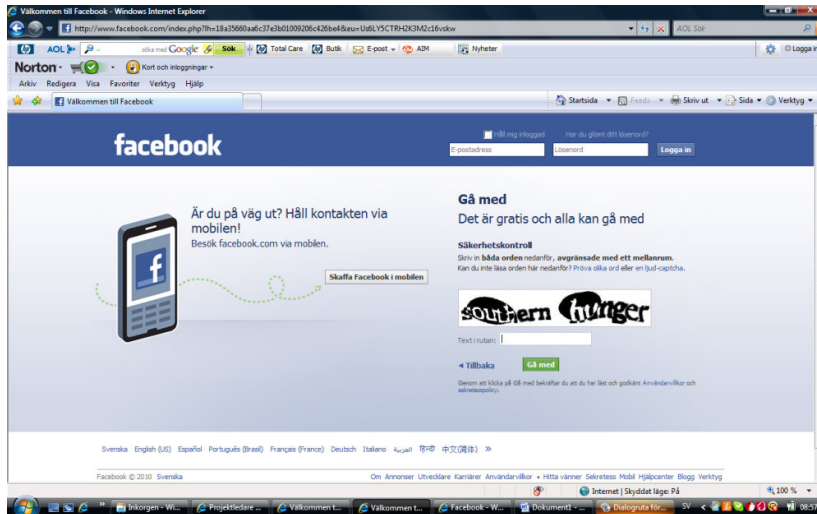 Välkommen till Facebook - Windows Internet Explorer
http://www.facebook.com/index.php?lh=18a35660aa6c37e3b01009206c426be4&eu=Us6LY5CTRH2K3M2c16vskw
AOL Sök
AOL söka med Google Sök Total Care Butik E-post AIM Nyheter Logga in
Norton Kort och inloggningar
Arkiv Redigera Visa Favoriter Verktyg Hjälp
Välkommen till Facebook Startsida Feeds Skriv ut Sida Verktyg
Håll mig inloggad Har du glömt ditt lösenord?
facebook E-postadress Lösenord Logga in
Är du på väg ut? Håll kontakten via
mobilen!
Besök facebook.com via mobilen.
Skaffa Facebook i mobilen
Gå med
Det är gratis och alla kan gå med
Säkerhetskontroll
Skriv in båda orden nedanför, avgränsade med ett mellanrum.
Kan du inte läsa orden här nedanför? Pröva olika ord eller en ljud-captcha.
southern hunger
Text i rutan:
Tillbaka Gå med
Genom att klicka på Gå med bekräftar du att du har läst och godkänt Användarvillkor och
sekretesspolicy.
Svenska English (US) Español Português (Brasil) Français (France) Deutsch Italiano العربية हिन्दी 中文(简体) »
Facebook © 2010 Svenska Om Annonser Utvecklare Karriärer Användarvillkor • Hitta vänner Sekretess Mobil Hjälpcenter Blogg Verktyg
Internet | Skyddat läge: På 100 %
Inkorgen - Wi... Projektledare ... Välkommen t... Välkommen t... Facebook - W... Dokument1 - ... Dialogruta för... SV 08:57